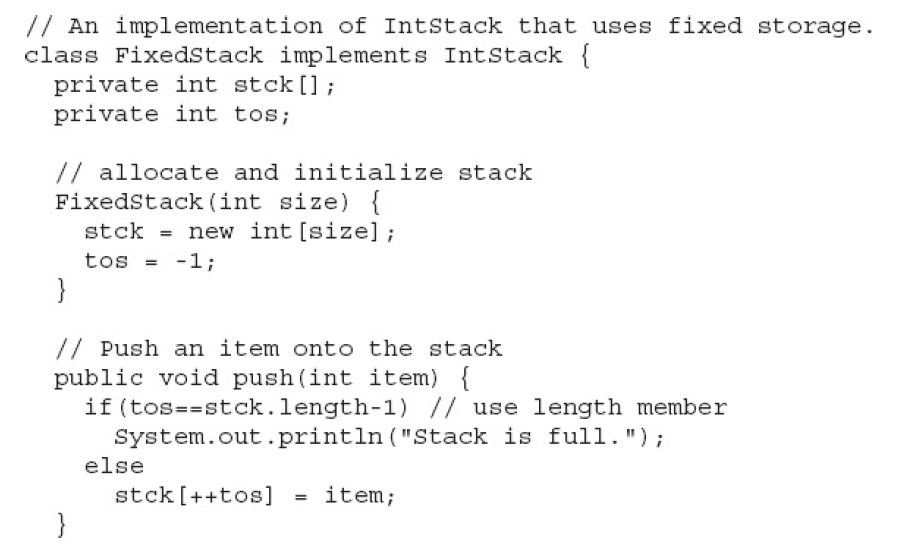 // An implementation of IntStack that uses fixed storage.
class FixedStack implements IntStack {
  private int stck[];
  private int tos;

  // allocate and initialize stack
  FixedStack(int size) {
    stck = new int[size];
    tos = -1;
  }

  // Push an item onto the stack
  public void push(int item) {
    if(tos==stck.length-1) // use length member
      System.out.println("Stack is full.");
    else
      stck[++tos] = item;
  }